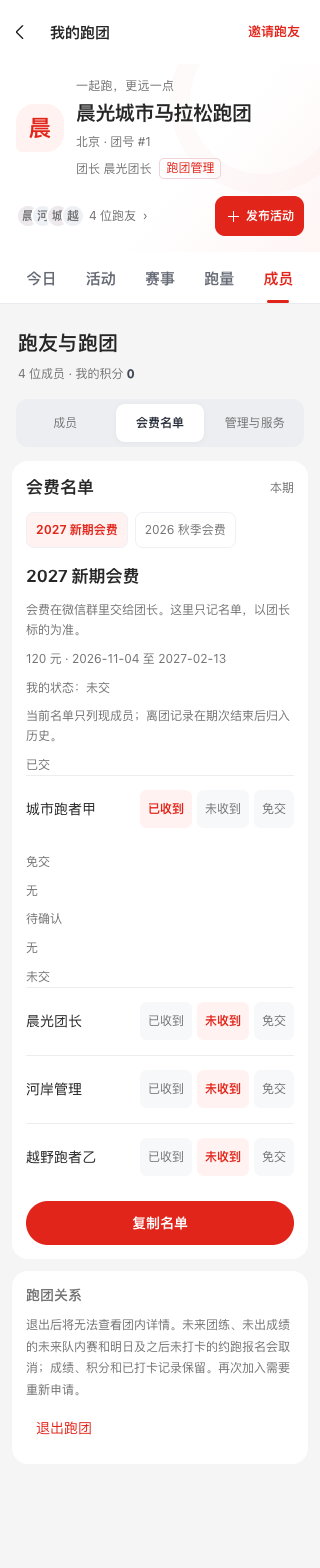 我的跑团
邀请跑友
一起跑，更远一点
晨
晨光城市马拉松跑团
北京 · 团号 #1
团长 晨光团长 跑团管理
晨 河 城 越 4 位跑友 ›
发布活动
今日 活动 赛事 跑量 成员
跑友与跑团
4 位成员 · 我的积分 0
成员 会费名单 管理与服务
会费名单 本期
2027 新期会费 2026 秋季会费
2027 新期会费
会费在微信群里交给团长。这里只记名单，以团长
标的为准。
120 元 · 2026-11-04 至 2027-02-13
我的状态：未交
当前名单只列现成员；离团记录在期次结束后归入
历史。
已交
城市跑者甲 已收到 未收到 免交
免交
无
待确认
无
未交
晨光团长 已收到 未收到 免交
河岸管理 已收到 未收到 免交
越野跑者乙 已收到 未收到 免交
复制名单
跑团关系
退出后将无法查看团内详情。未来团练、未出成绩
的未来队内赛和明日及之后未打卡的约跑报名会取
消；成绩、积分和已打卡记录保留。再次加入需要
重新申请。
退出跑团